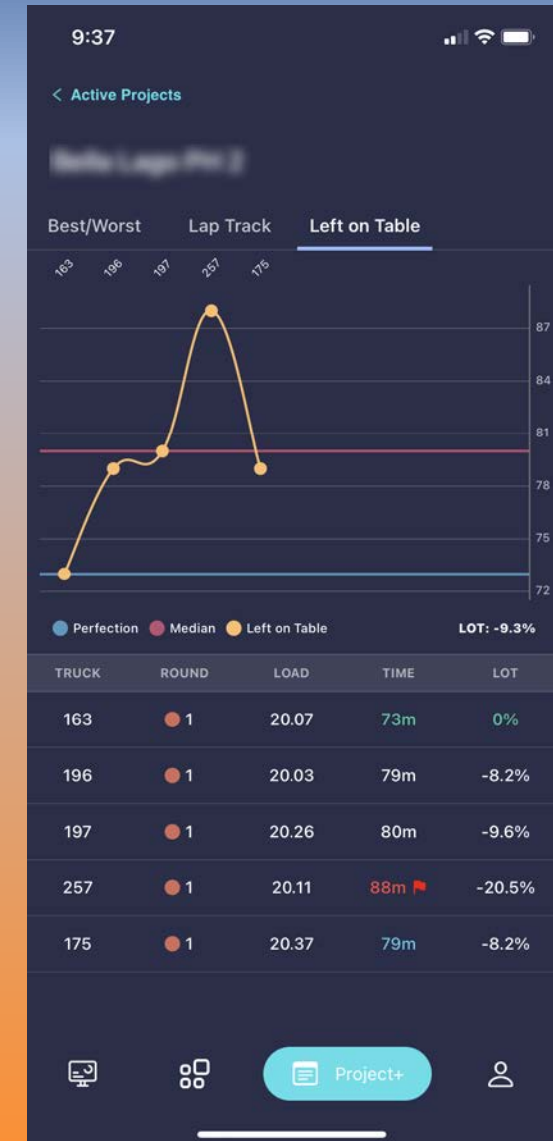 9:37
< Active Projects
Best/Worst Lap Track Left on Table
163 196 197 257 175
87
84
81
78
75
72
Perfection Median Left on Table LOT: -9.3%
TRUCK ROUND LOAD TIME LOT
163 1 20.07 73m 0%
196 1 20.03 79m -8.2%
197 1 20.26 80m -9.6%
257 1 20.11 88m -20.5%
175 1 20.37 79m -8.2%
Project+